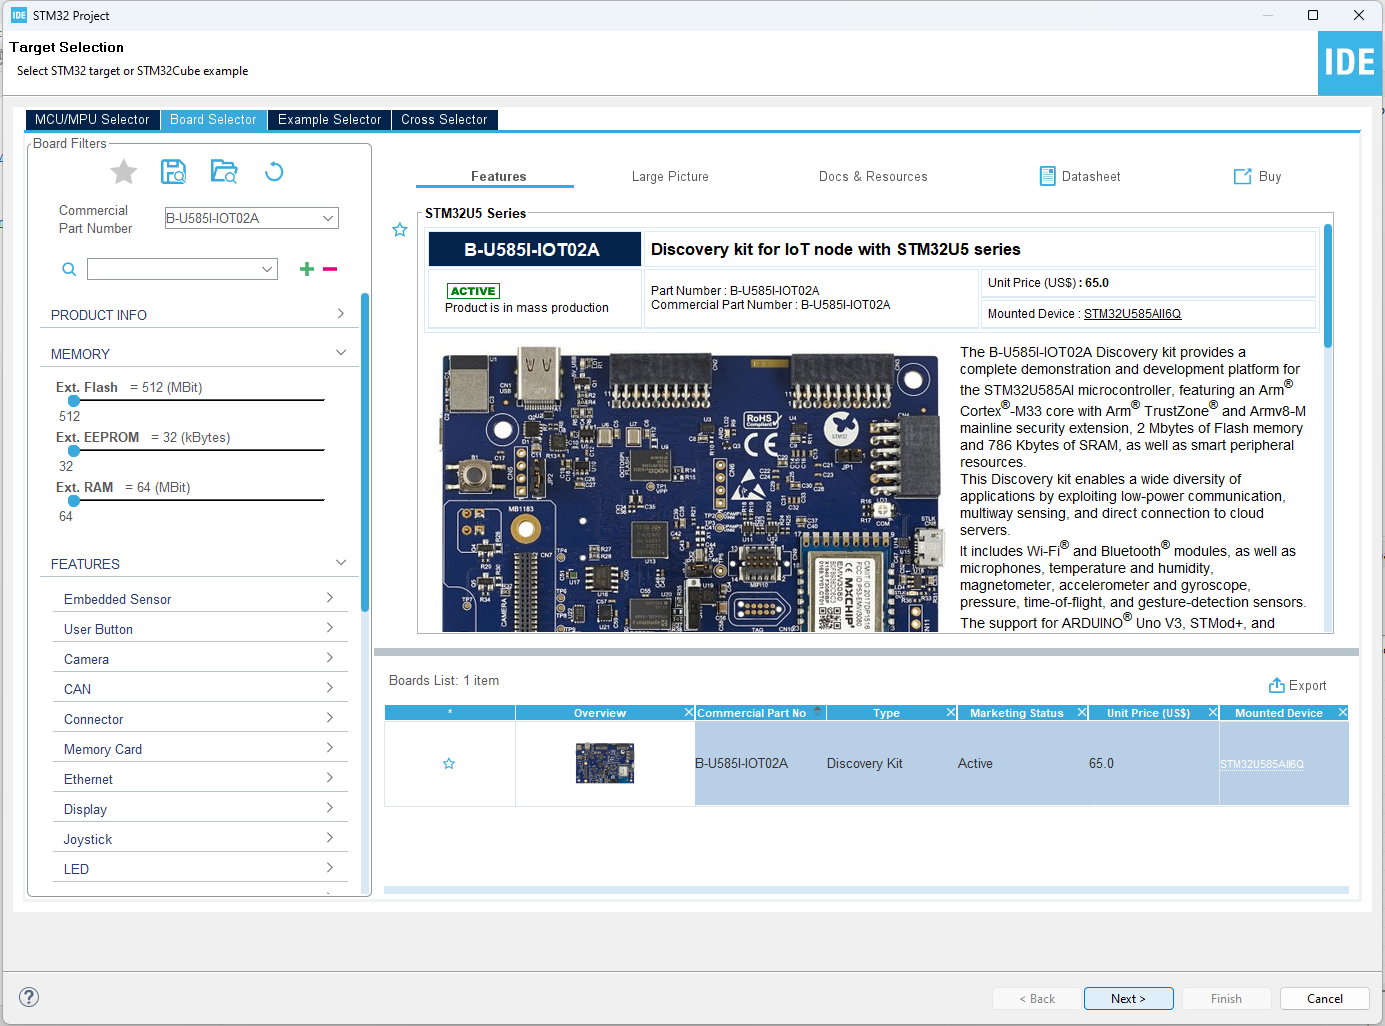 IDE STM32 Project
Target Selection
Select STM32 target or STM32Cube example
IDE
MCU/MPU Selector
Board Selector
Example Selector
Cross Selector
Board Filters
Commercial
Part Number
B-U585I-IOT02A
PRODUCT INFO
MEMORY
Ext. Flash = 512 (MBit)
512
Ext. EEPROM = 32 (kBytes)
32
Ext. RAM = 64 (MBit)
64
FEATURES
Embedded Sensor
User Button
Camera
CAN
Connector
Memory Card
Ethernet
Display
Joystick
LED
Features
Large Picture
Docs & Resources
Datasheet
Buy
STM32U5 Series
B-U585I-IOT02A
Discovery kit for IoT node with STM32U5 series
ACTIVE
Product is in mass production
Part Number : B-U585I-IOT02A
Commercial Part Number : B-U585I-IOT02A
Unit Price (US$) : 65.0
Mounted Device : STM32U585AII6Q
The B-U585I-IOT02A Discovery kit provides a
complete demonstration and development platform for
the STM32U585AI microcontroller, featuring an Arm®
Cortex®-M33 core with Arm® TrustZone® and Armv8-M
mainline security extension, 2 Mbytes of Flash memory
and 786 Kbytes of SRAM, as well as smart peripheral
resources.
This Discovery kit enables a wide diversity of
applications by exploiting low-power communication,
multiway sensing, and direct connection to cloud
servers.
It includes Wi-Fi® and Bluetooth® modules, as well as
microphones, temperature and humidity,
magnetometer, accelerometer and gyroscope,
pressure, time-of-flight, and gesture-detection sensors.
The support for ARDUINO® Uno V3, STMod+, and
RoHS
Compliant
CE
STM32
JP1
MB1183
CAMERA
CN7
MXCHIP
TAG
COM
Boards List: 1 item
Export
*
Overview
Commercial Part No
Type
Marketing Status
Unit Price (US$)
Mounted Device
B-U585I-IOT02A
Discovery Kit
Active
65.0
STM32U585AII6Q
?
< Back
Next >
Finish
Cancel